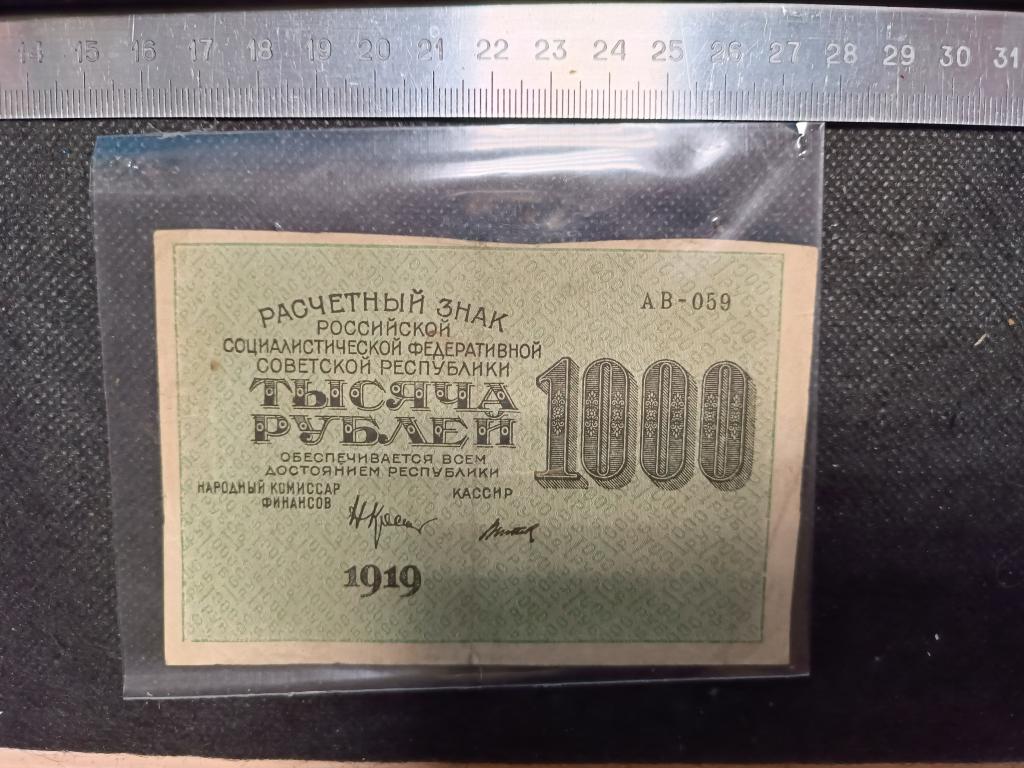 14 15 16 17 18 19 20 21 22 23 24 25 26 27 28 29 30 31
АВ-059
РАСЧЕТНЫЙ ЗНАК
РОССИЙСКОЙ
СОЦИАЛИСТИЧЕСКОЙ ФЕДЕРАТИВНОЙ
СОВЕТСКОЙ РЕСПУБЛИКИ
ТЫСЯЧА
РУБЛЕЙ
1000
ОБЕСПЕЧИВАЕТСЯ ВСЕМ
ДОСТОЯНИЕМ РЕСПУБЛИКИ
НАРОДНЫЙ КОМИССАР
ФИНАНСОВ
КАССИР
1919